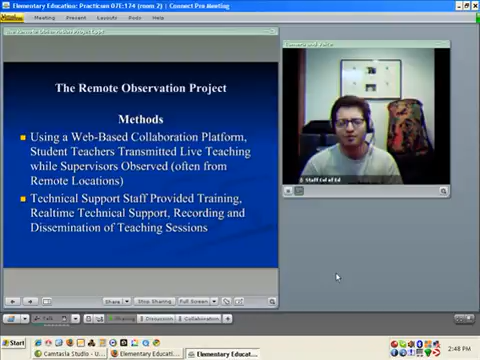 Elementary Education: Practicum 07E:174 (room 2) | Connect Pro Meeting
Meeting Present Layouts Pods Help
The Remote Observation Project
Methods
Using a Web-Based Collaboration Platform,
Student Teachers Transmitted Live Teaching
while Supervisors Observed (often from
Remote Locations)
Technical Support Staff Provided Training,
Realtime Technical Support, Recording and
Dissemination of Teaching Sessions
Staff Col of Ed
Share Stop Sharing Full Screen
Talk Sharing Discussion Collaboration
Start
2:48 PM
Camtasia Studio - U... Elementary Educati... Elementary Educat...